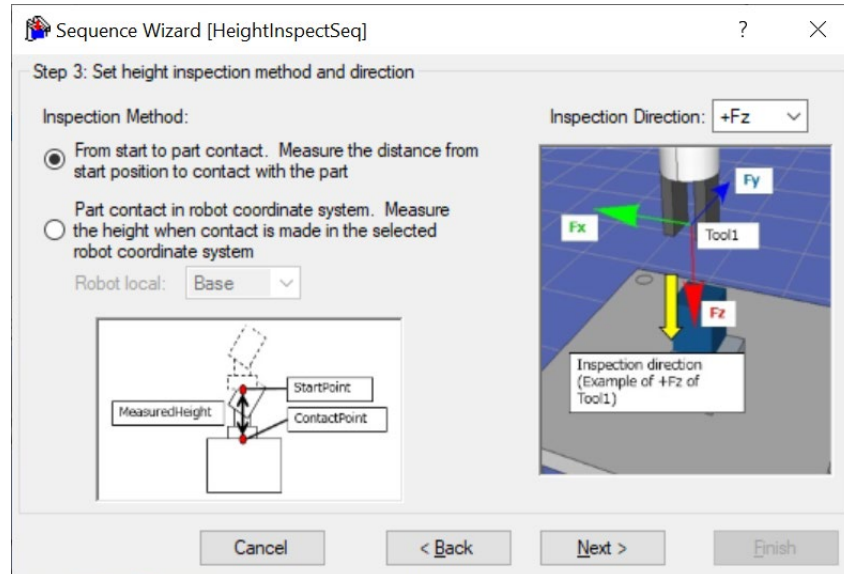 Sequence Wizard [HeightInspectSeq]
?
Step 3: Set height inspection method and direction
Inspection Method:
From start to part contact.  Measure the distance from
start position to contact with the part
Part contact in robot coordinate system.  Measure
the height when contact is made in the selected
robot coordinate system
Robot local: Base
StartPoint
MeasuredHeight
ContactPoint
Inspection Direction: +Fz
Fy
Fx
Tool1
Fz
Inspection direction
(Example of +Fz of
Tool1)
Cancel
< Back
Next >
Finish